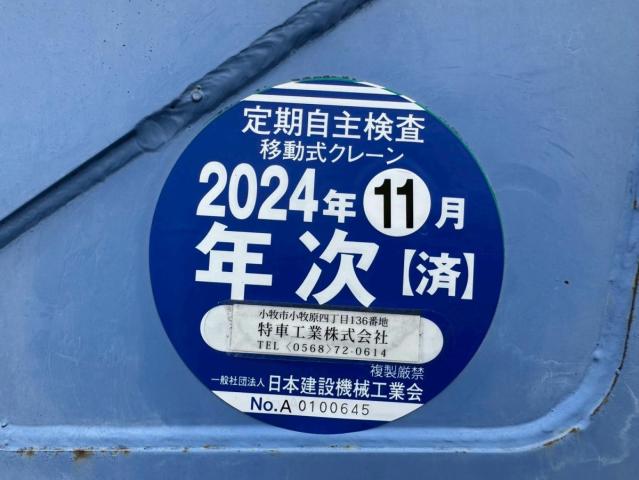 定期自主検査
移動式クレーン
2024年 11 月
年次【済】
小牧市小牧原四丁目136番地
特車工業株式会社
TEL〈0568〉72-0614
複製厳禁
一般社団法人 日本建設機械工業会
No.A 0100645